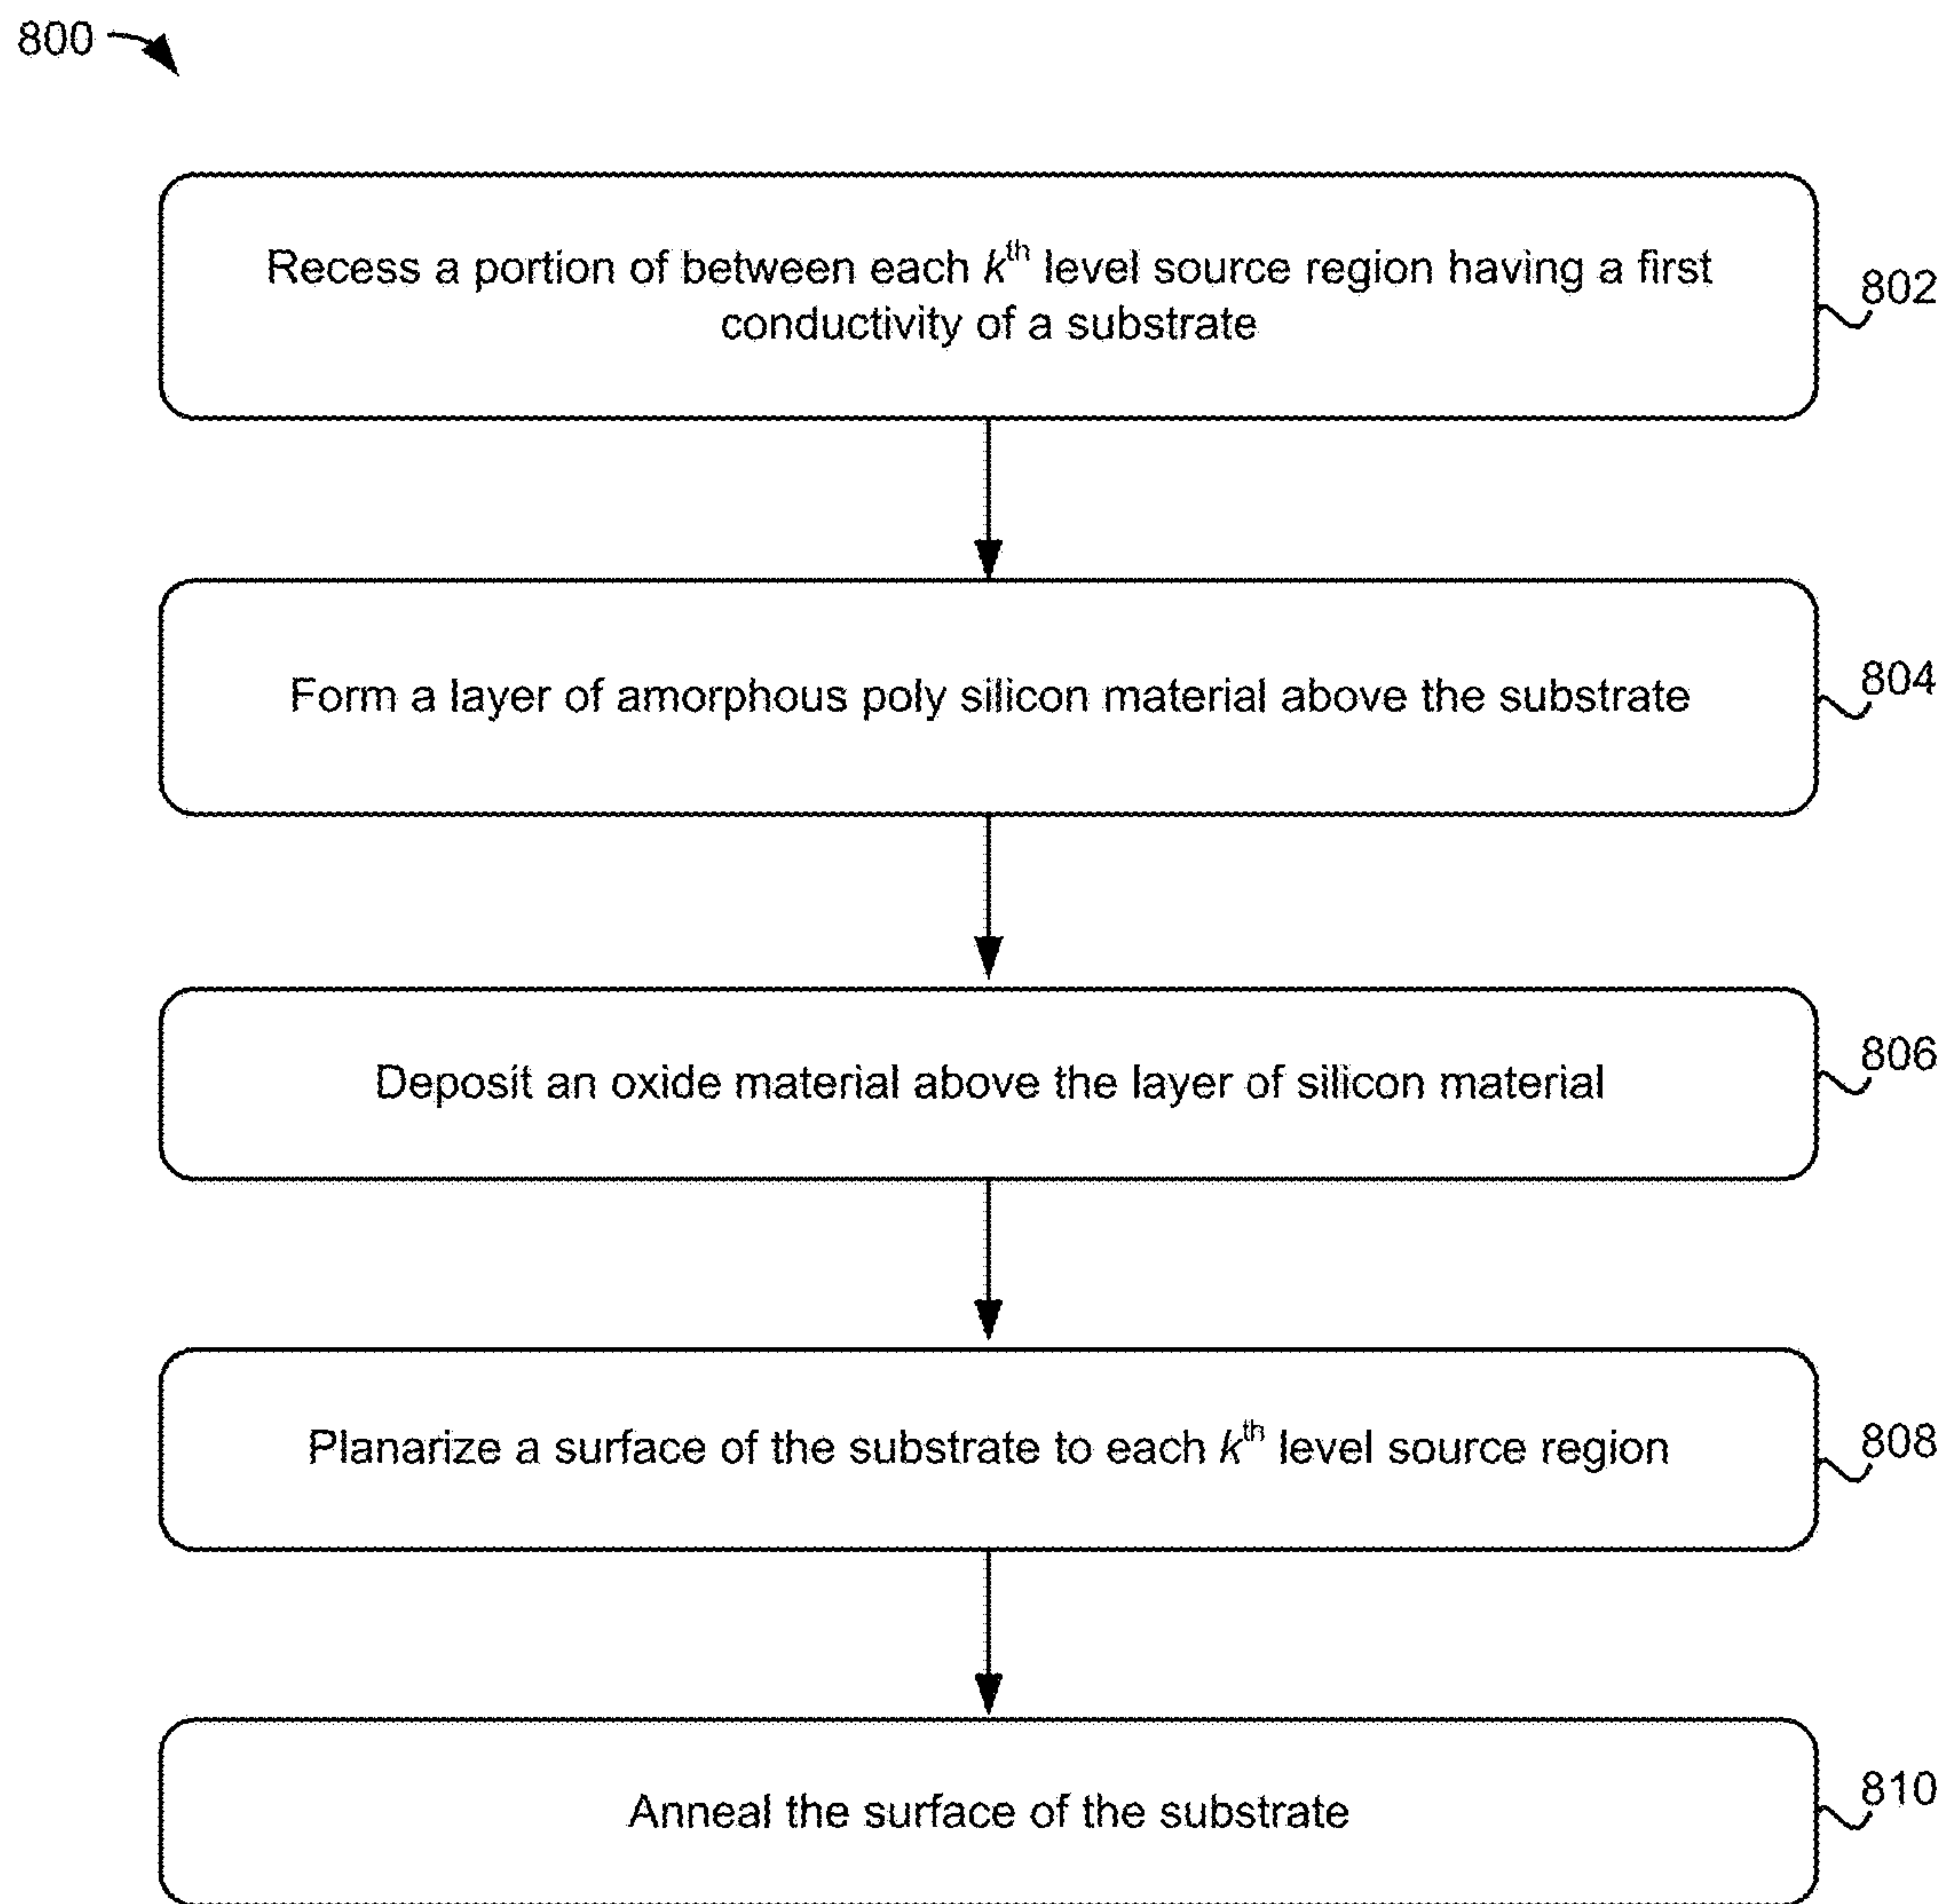 800
Recess a portion of between each kth level source region having a first
conductivity of a substrate
802
Form a layer of amorphous poly silicon material above the substrate
804
Deposit an oxide material above the layer of silicon material
806
Planarize a surface of the substrate to each kth level source region
808
Anneal the surface of the substrate
810